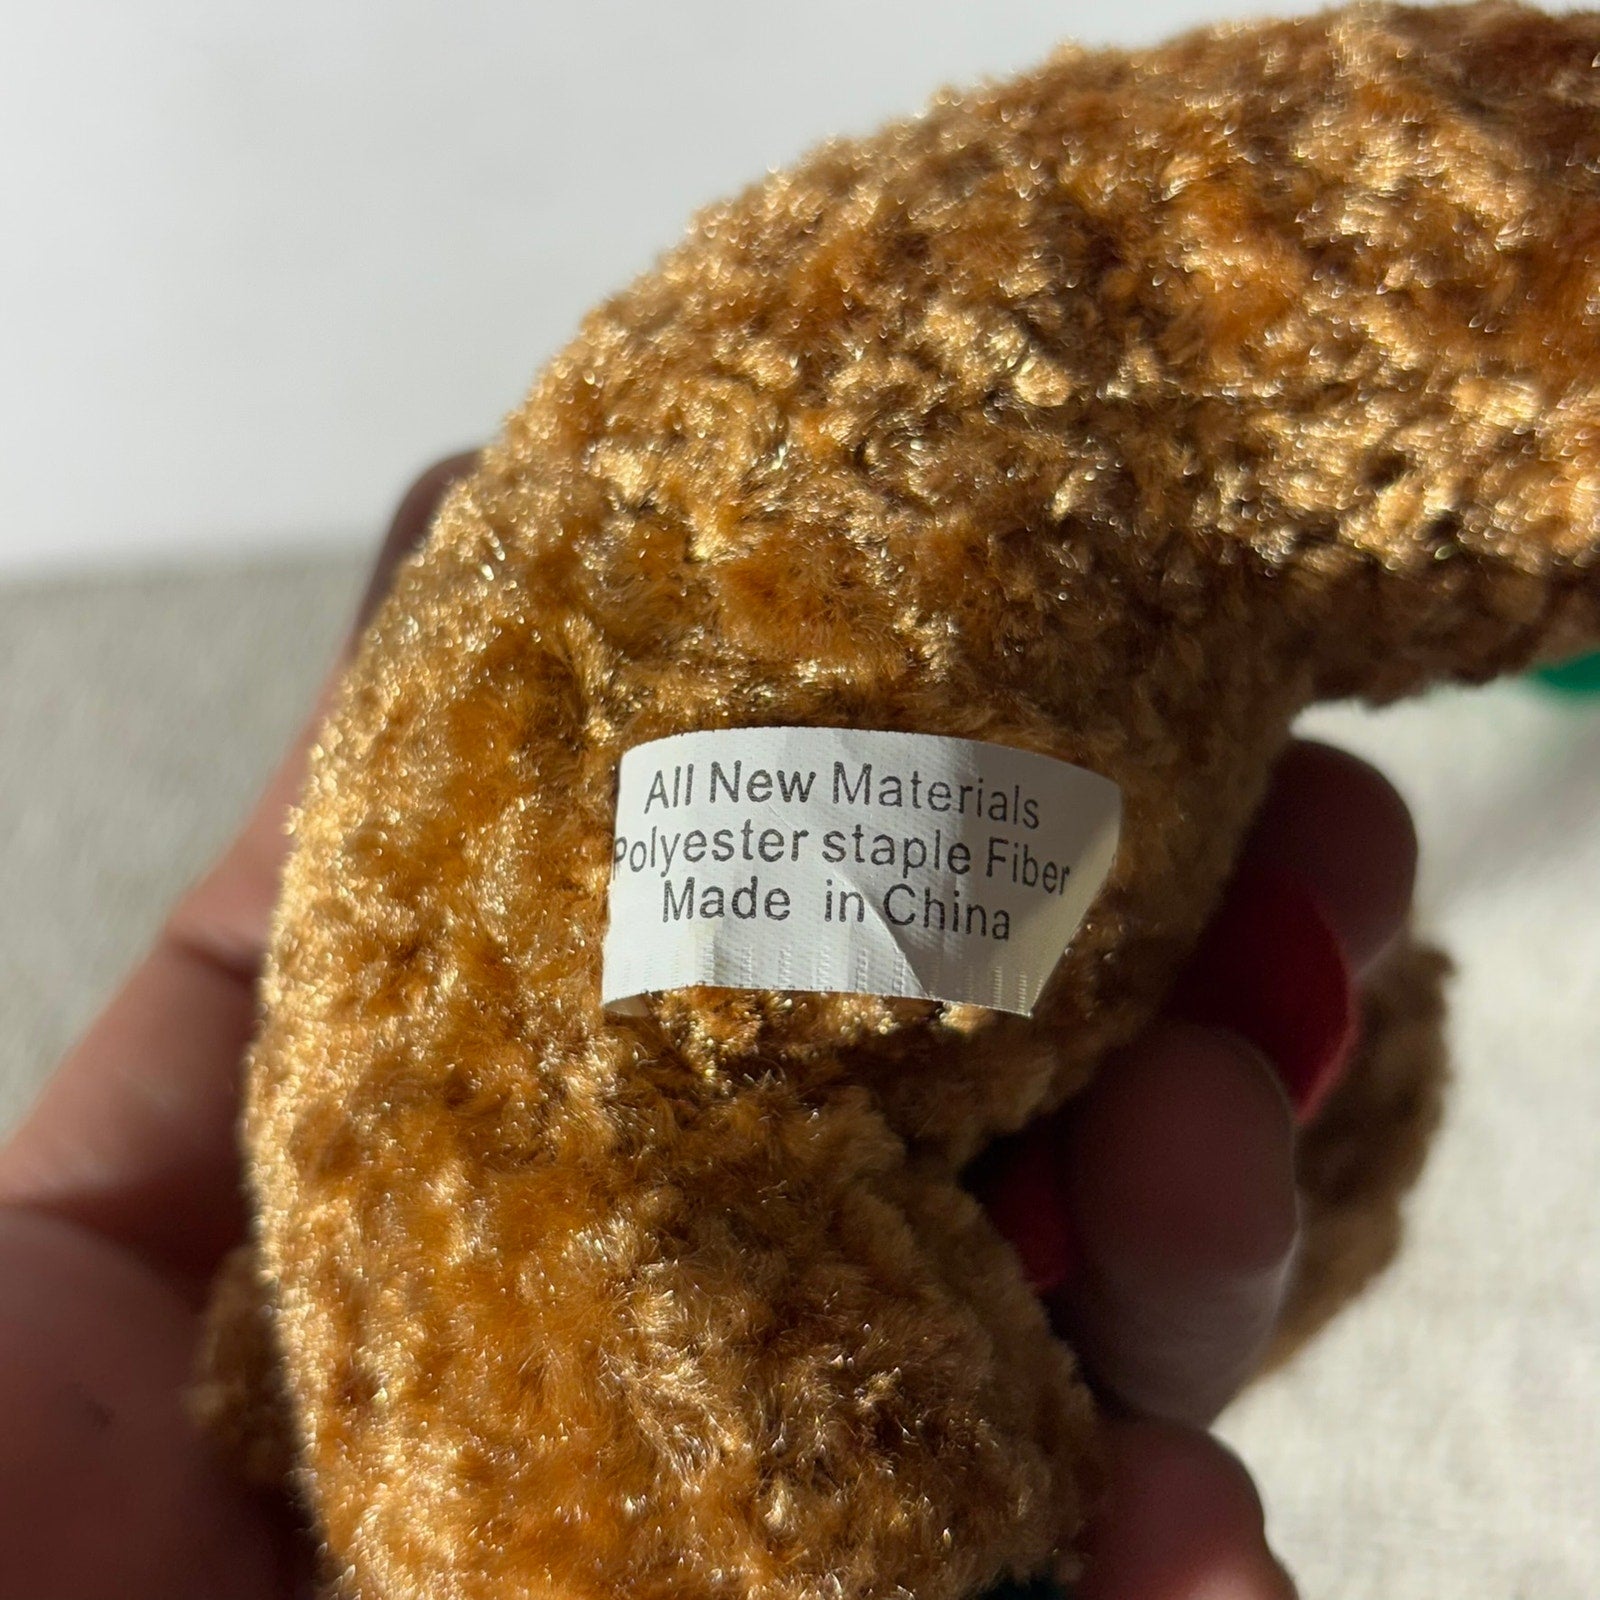 All New Materials
Polyester staple Fiber
Made in China